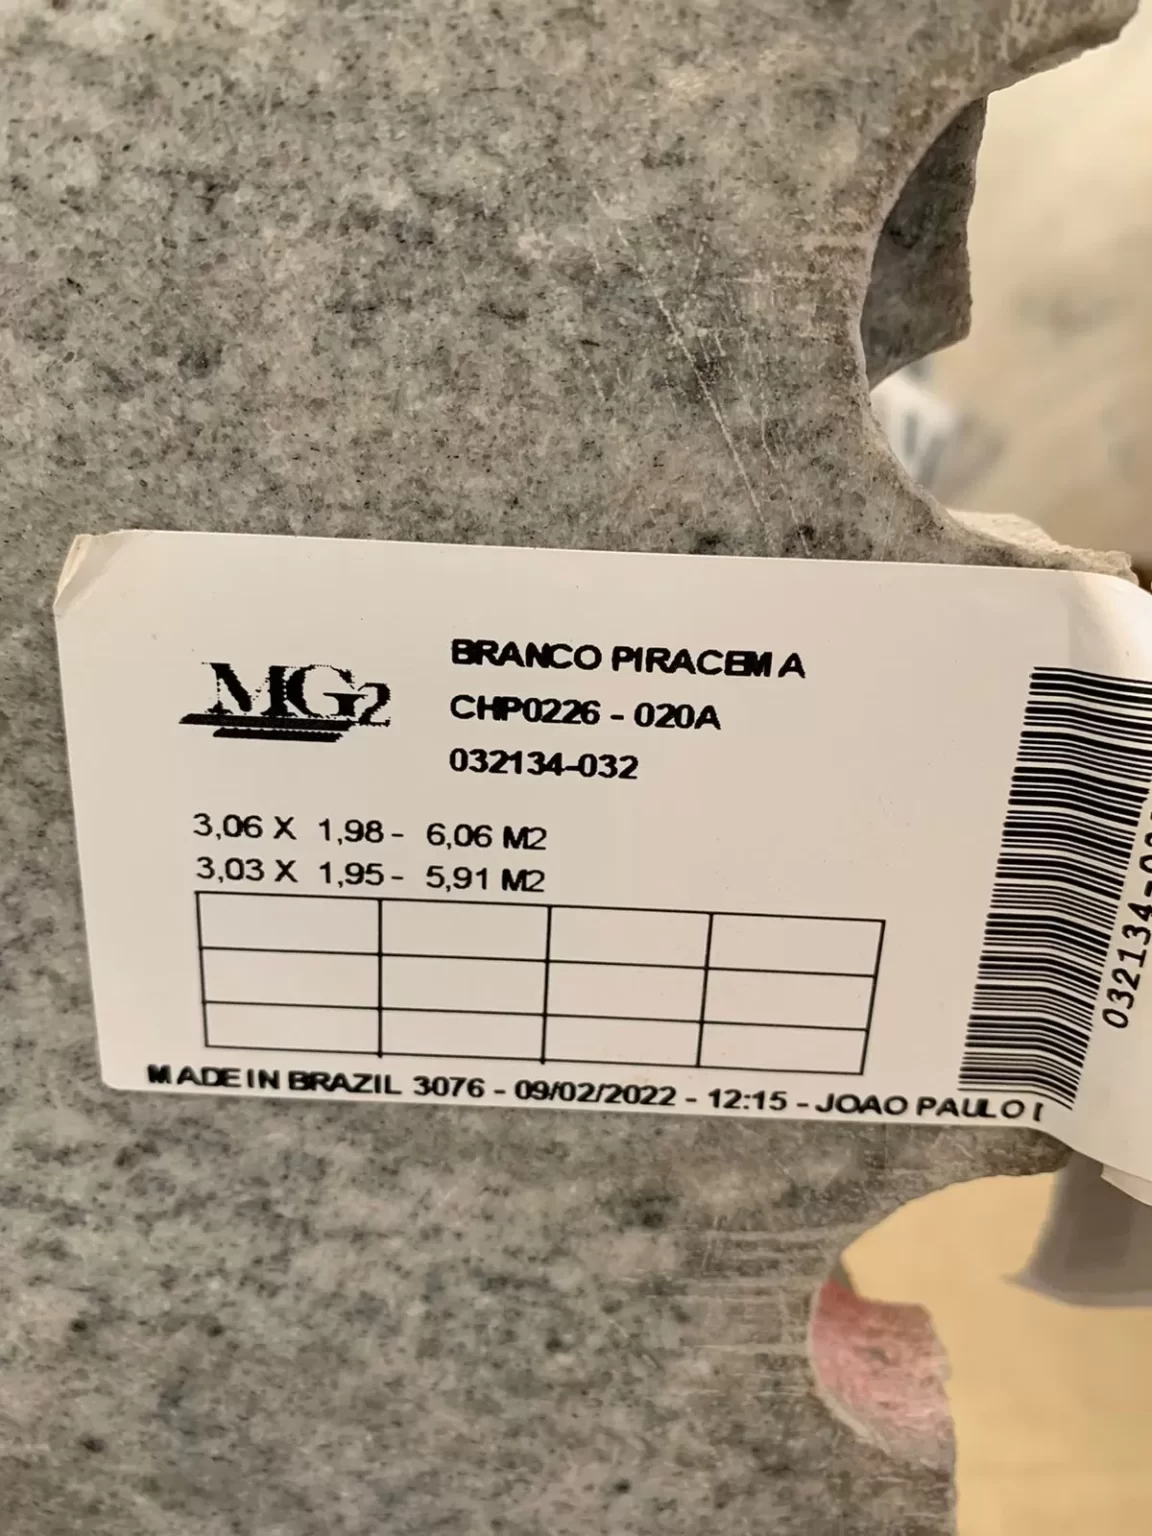 MG2
BRANCO PIRACEMA
CHP0226 - 020A
032134-032
3,06 X 1,98 - 6,06 M2
3,03 X 1,95 - 5,91 M2
MADE IN BRAZIL 3076 - 09/02/2022 - 12:15 - JOAO PAULO
032134-0